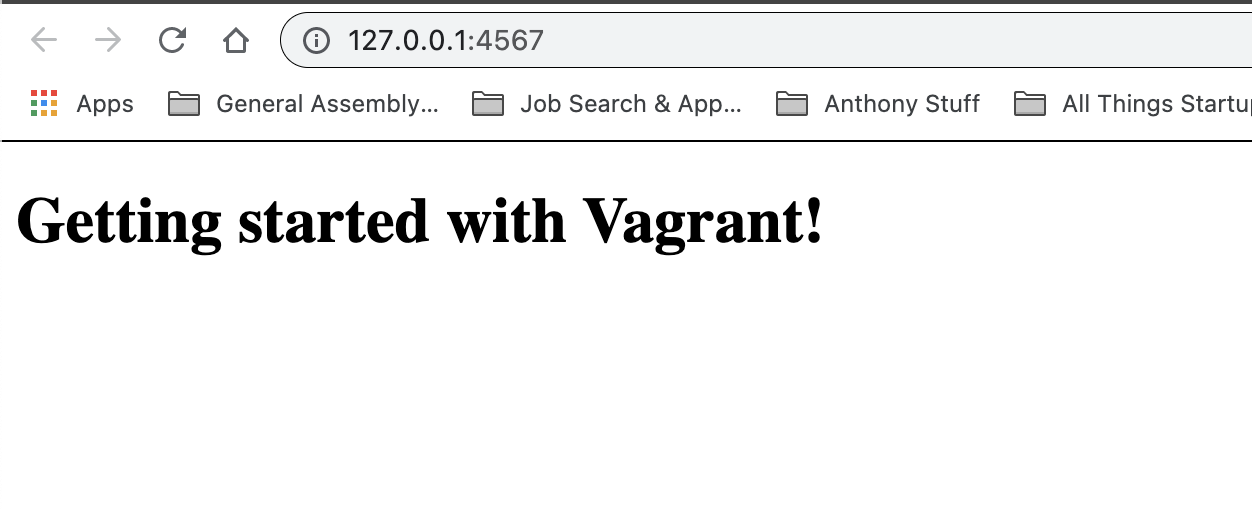 127.0.0.1:4567
Apps General Assembly... Job Search & App... Anthony Stuff All Things Startu
Getting started with Vagrant!